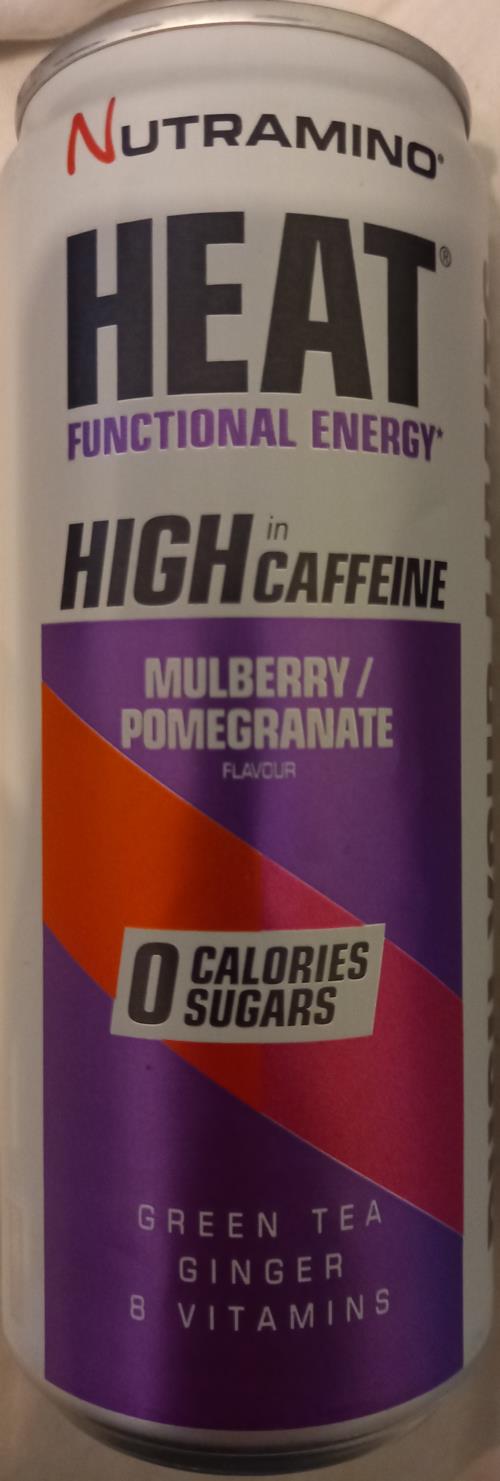 NUTRAMINO
HEAT®
FUNCTIONAL ENERGY*
HIGH in CAFFEINE
MULBERRY /
POMEGRANATE
FLAVOUR
0 CALORIES
SUGARS
GREEN TEA
GINGER
8 VITAMINS